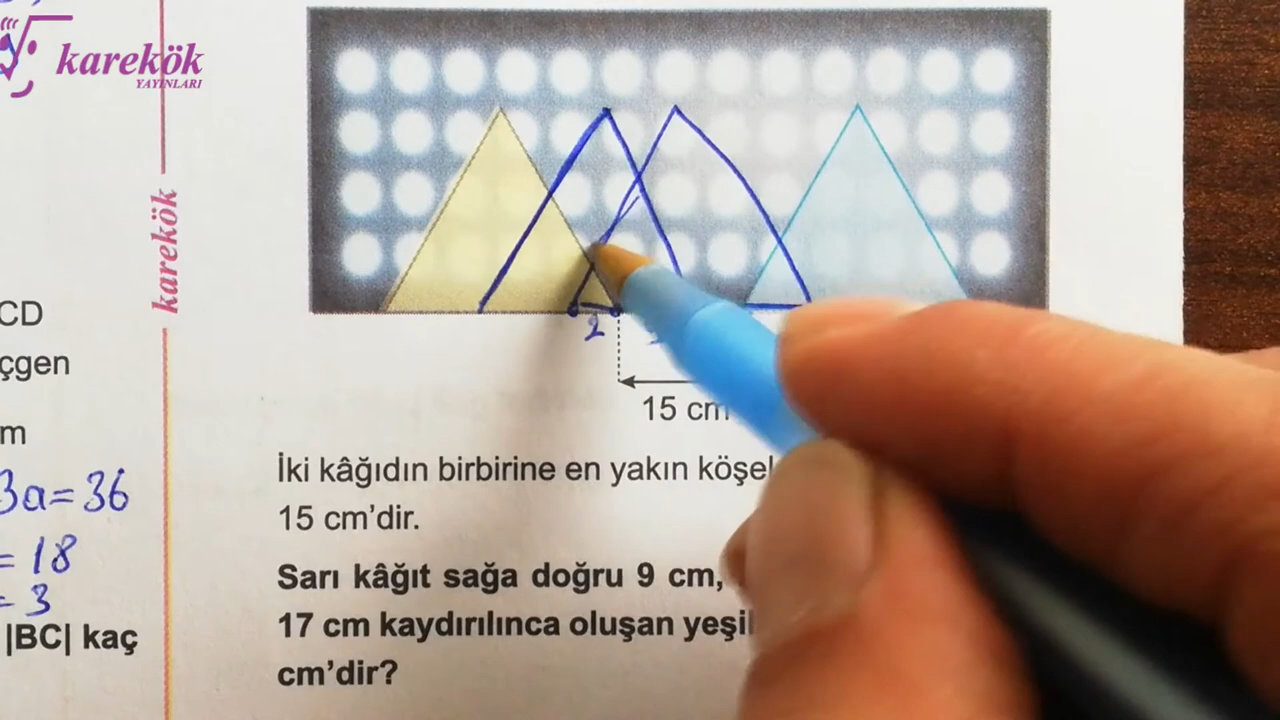 karekök
YAYINLARI
karekök
CD
çgen
m
3a=36
= 18
= 3
|BC| kaç
2
15 cm
İki kâğıdın birbirine en yakın köşel
15 cm'dir.
Sarı kâğıt sağa doğru 9 cm,
17 cm kaydırılınca oluşan yeşil
cm'dir?